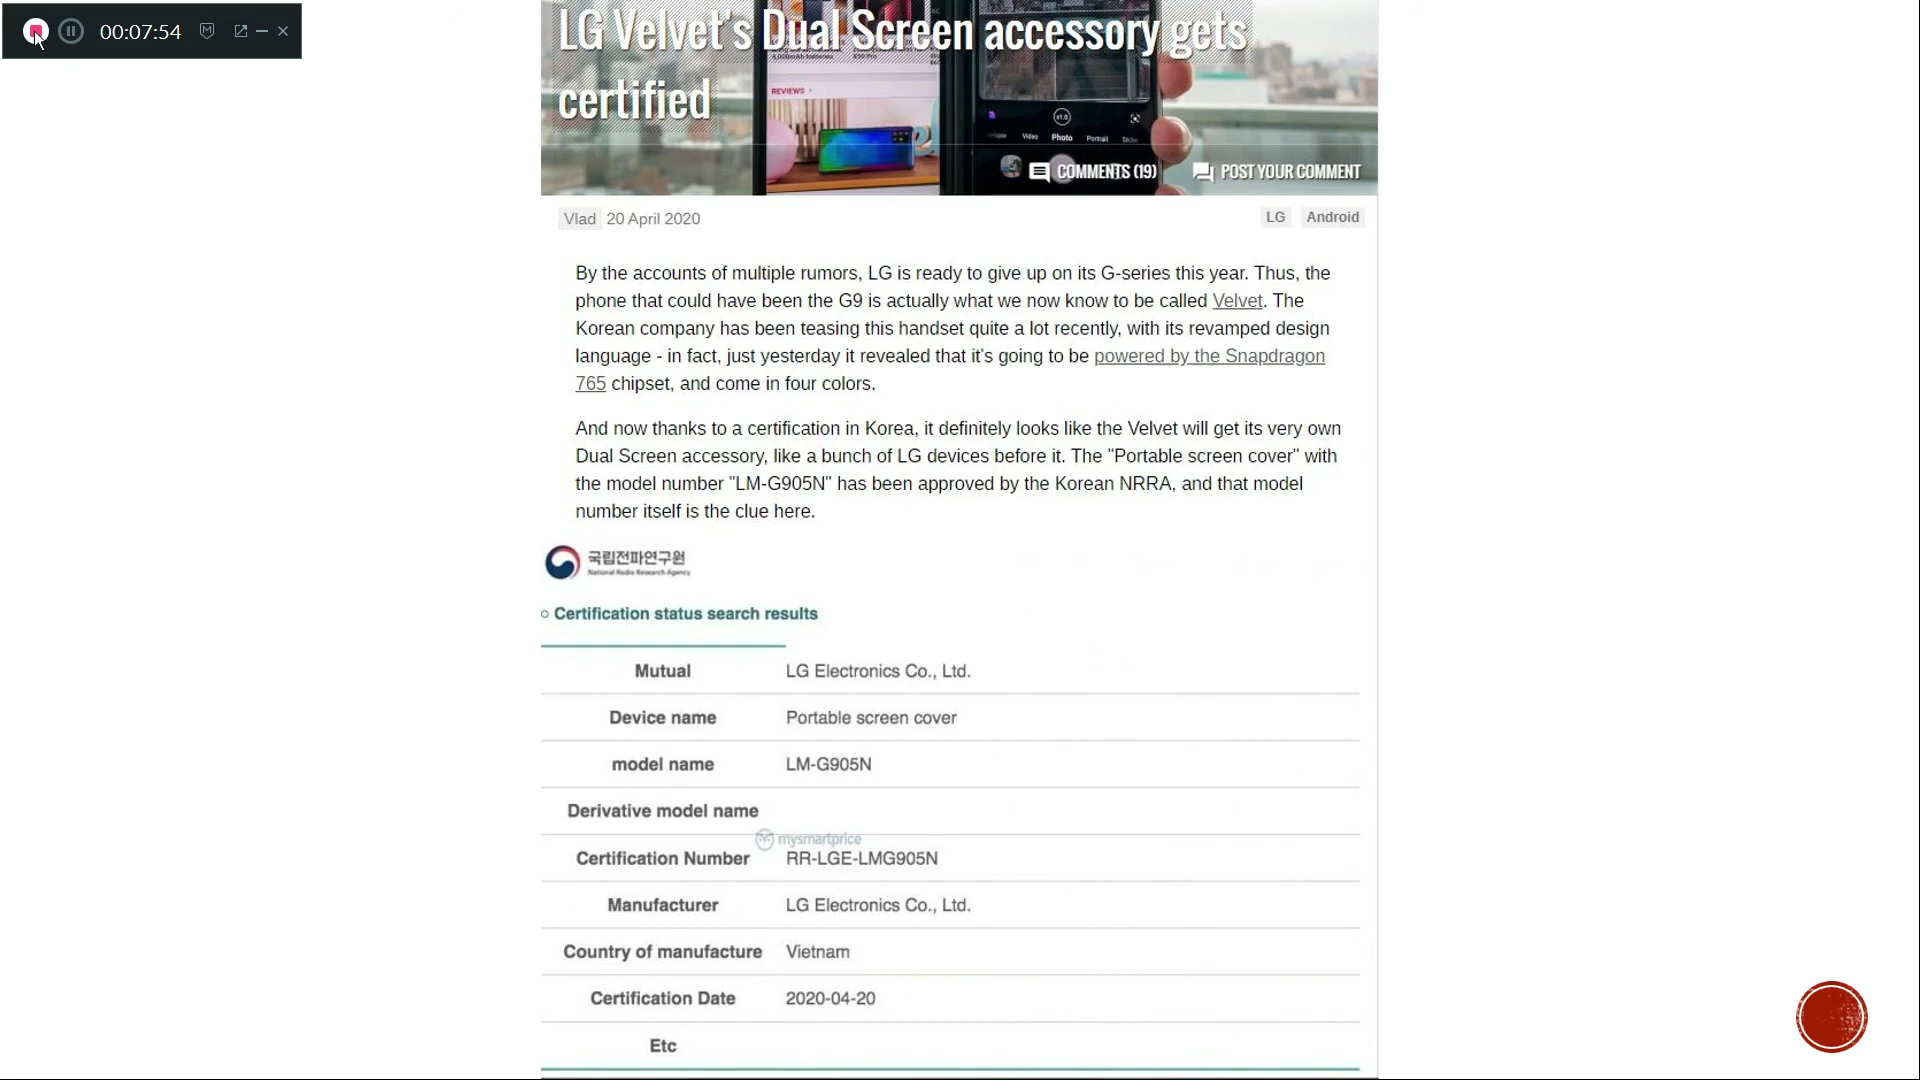 00:07:54
LG Velvet's Dual Screen accessory gets
certified
REVIEWS
x1.0
Video Photo Portrait
COMMENTS (19) POST YOUR COMMENT
Vlad 20 April 2020 LG Android
By the accounts of multiple rumors, LG is ready to give up on its G-series this year. Thus, the
phone that could have been the G9 is actually what we now know to be called Velvet. The
Korean company has been teasing this handset quite a lot recently, with its revamped design
language - in fact, just yesterday it revealed that it's going to be powered by the Snapdragon
765 chipset, and come in four colors.
And now thanks to a certification in Korea, it definitely looks like the Velvet will get its very own
Dual Screen accessory, like a bunch of LG devices before it. The "Portable screen cover" with
the model number "LM-G905N" has been approved by the Korean NRRA, and that model
number itself is the clue here.
국립전파연구원
National Radio Research Agency
Certification status search results
Mutual LG Electronics Co., Ltd.
Device name Portable screen cover
model name LM-G905N
Derivative model name
mysmartprice
Certification Number RR-LGE-LMG905N
Manufacturer LG Electronics Co., Ltd.
Country of manufacture Vietnam
Certification Date 2020-04-20
Etc